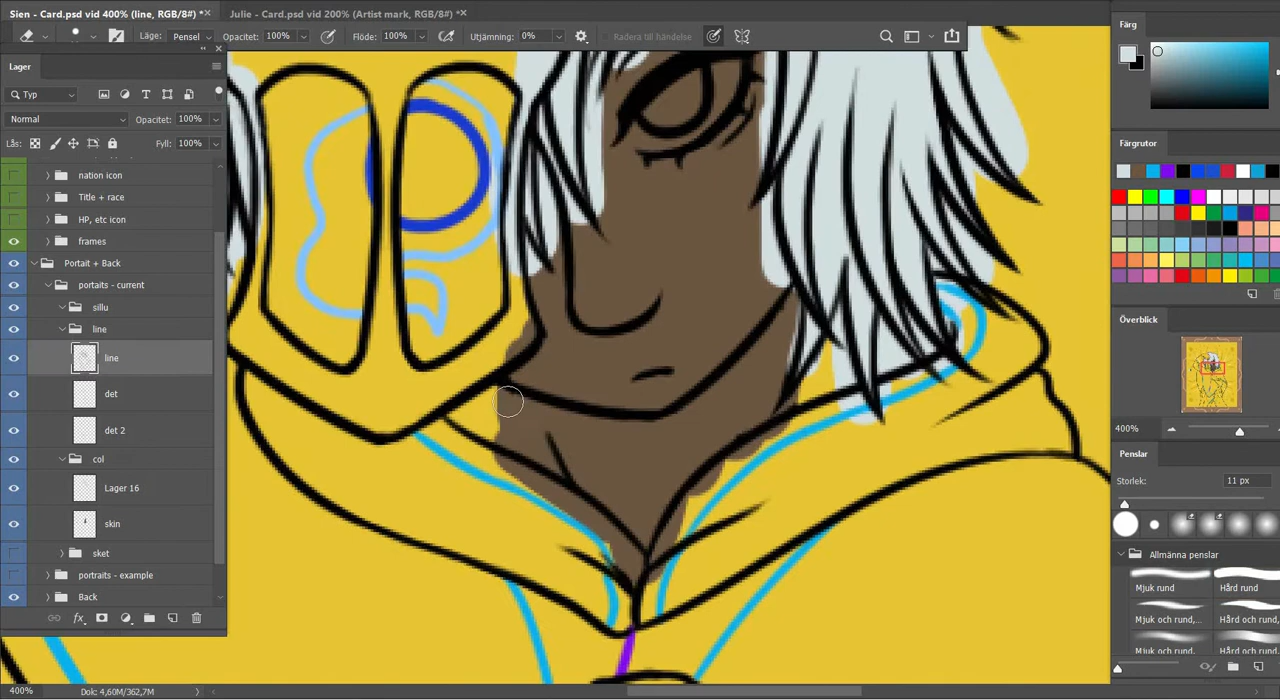 Sien - Card.psd vid 400% (line, RGB/8#) * ×
Julie - Card.psd vid 200% (Artist mark, RGB/8#) * ×
Läge: Pensel
Opacitet: 100%
Flöde: 100%
Utjämning: 0%
Radera till händelse
11
Lager
Typ
Normal
Opacitet: 100%
Lås:
Fyll: 100%
nation icon
Title + race
HP, etc icon
frames
Portait + Back
portaits - current
sillu
line
line
det
det 2
col
Lager 16
skin
sket
portraits - example
Back
fx
400%
Dok: 4,60M/362,7M
Färg
Färgrutor
Överblick
400%
Penslar
Storlek:
11 px
Allmänna penslar
Mjuk rund
Hård rund
Mjuk och rund,...
Hård och rund,
Mjuk och rund,
Hård och rund,